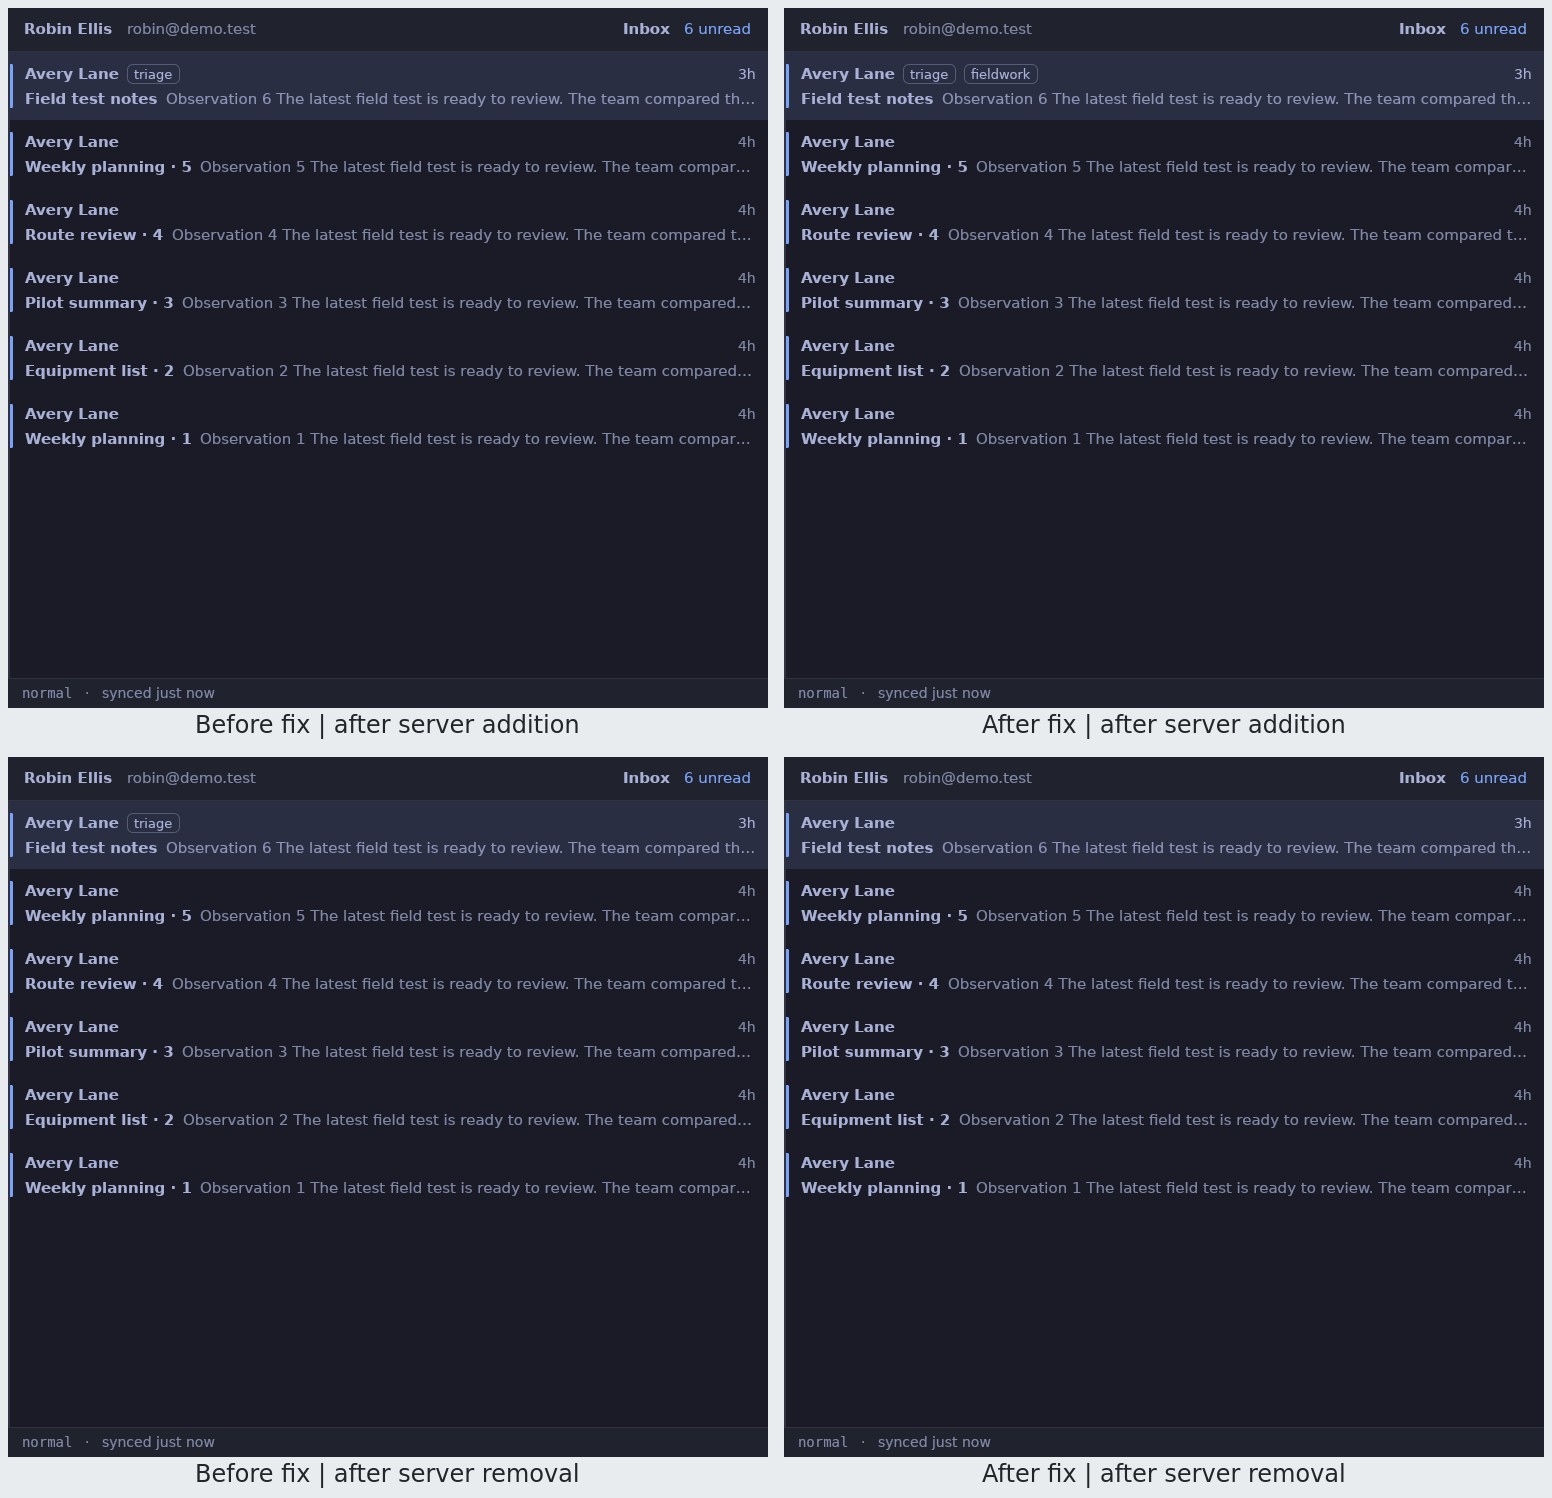 Robin Ellis robin@demo.test Inbox 6 unread
Avery Lane triage 3h
Field test notes Observation 6 The latest field test is ready to review. The team compared th…
Avery Lane 4h
Weekly planning · 5 Observation 5 The latest field test is ready to review. The team compar…
Avery Lane 4h
Route review · 4 Observation 4 The latest field test is ready to review. The team compared t…
Avery Lane 4h
Pilot summary · 3 Observation 3 The latest field test is ready to review. The team compared…
Avery Lane 4h
Equipment list · 2 Observation 2 The latest field test is ready to review. The team compared…
Avery Lane 4h
Weekly planning · 1 Observation 1 The latest field test is ready to review. The team compar…
normal · synced just now
Before fix | after server addition
Robin Ellis robin@demo.test Inbox 6 unread
Avery Lane triage fieldwork 3h
Field test notes Observation 6 The latest field test is ready to review. The team compared th…
Avery Lane 4h
Weekly planning · 5 Observation 5 The latest field test is ready to review. The team compar…
Avery Lane 4h
Route review · 4 Observation 4 The latest field test is ready to review. The team compared t…
Avery Lane 4h
Pilot summary · 3 Observation 3 The latest field test is ready to review. The team compared…
Avery Lane 4h
Equipment list · 2 Observation 2 The latest field test is ready to review. The team compared…
Avery Lane 4h
Weekly planning · 1 Observation 1 The latest field test is ready to review. The team compar…
normal · synced just now
After fix | after server addition
Robin Ellis robin@demo.test Inbox 6 unread
Avery Lane triage 3h
Field test notes Observation 6 The latest field test is ready to review. The team compared th…
Avery Lane 4h
Weekly planning · 5 Observation 5 The latest field test is ready to review. The team compar…
Avery Lane 4h
Route review · 4 Observation 4 The latest field test is ready to review. The team compared t…
Avery Lane 4h
Pilot summary · 3 Observation 3 The latest field test is ready to review. The team compared…
Avery Lane 4h
Equipment list · 2 Observation 2 The latest field test is ready to review. The team compared…
Avery Lane 4h
Weekly planning · 1 Observation 1 The latest field test is ready to review. The team compar…
normal · synced just now
Before fix | after server removal
Robin Ellis robin@demo.test Inbox 6 unread
Avery Lane 3h
Field test notes Observation 6 The latest field test is ready to review. The team compared th…
Avery Lane 4h
Weekly planning · 5 Observation 5 The latest field test is ready to review. The team compar…
Avery Lane 4h
Route review · 4 Observation 4 The latest field test is ready to review. The team compared t…
Avery Lane 4h
Pilot summary · 3 Observation 3 The latest field test is ready to review. The team compared…
Avery Lane 4h
Equipment list · 2 Observation 2 The latest field test is ready to review. The team compared…
Avery Lane 4h
Weekly planning · 1 Observation 1 The latest field test is ready to review. The team compar…
normal · synced just now
After fix | after server removal